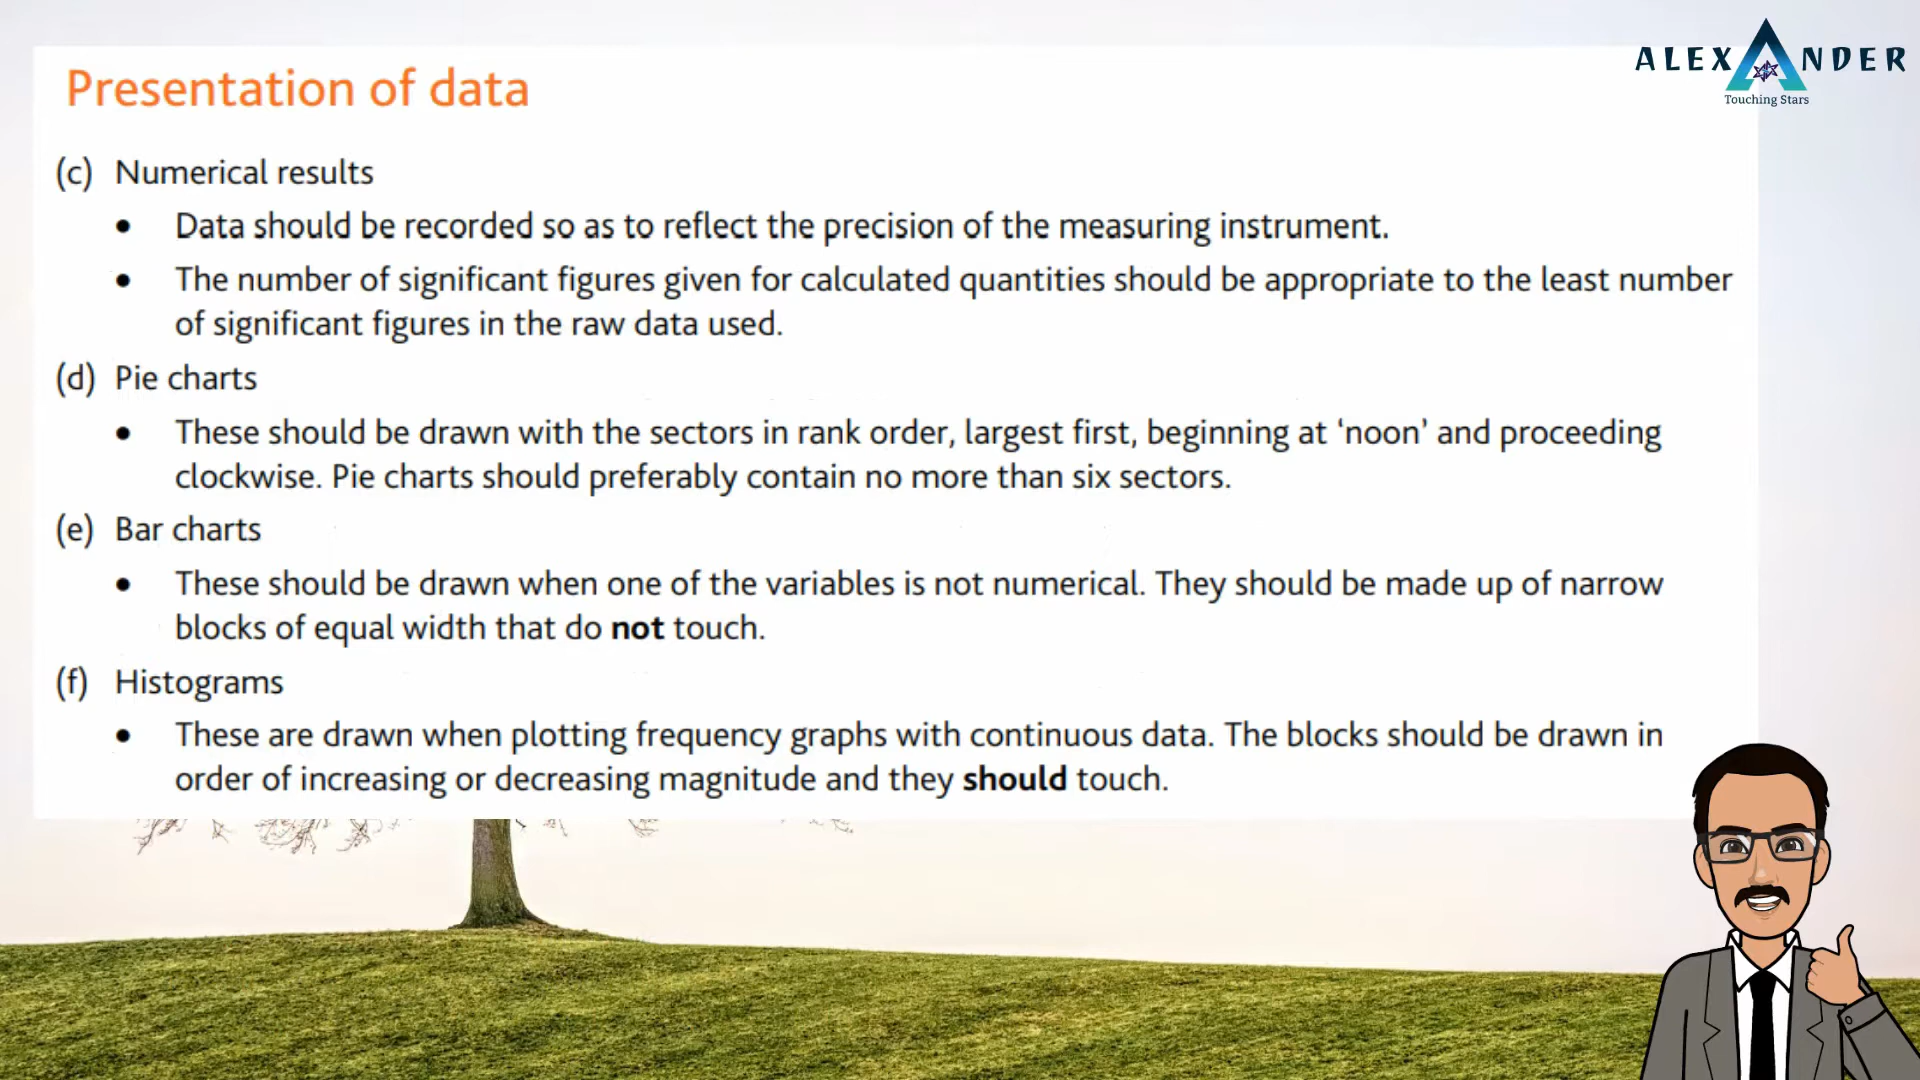 ALEXANDER
Touching Stars
Presentation of data
(c) Numerical results
• Data should be recorded so as to reflect the precision of the measuring instrument.
• The number of significant figures given for calculated quantities should be appropriate to the least number
of significant figures in the raw data used.
(d) Pie charts
• These should be drawn with the sectors in rank order, largest first, beginning at ‘noon’ and proceeding
clockwise. Pie charts should preferably contain no more than six sectors.
(e) Bar charts
• These should be drawn when one of the variables is not numerical. They should be made up of narrow
blocks of equal width that do not touch.
(f) Histograms
• These are drawn when plotting frequency graphs with continuous data. The blocks should be drawn in
order of increasing or decreasing magnitude and they should touch.